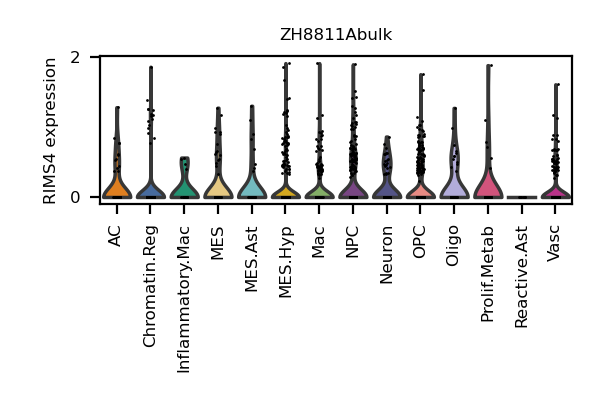 ZH8811Abulk
RIMS4 expression
2
0
AC
Chromatin.Reg
Inflammatory.Mac
MES
MES.Ast
MES.Hyp
Mac
NPC
Neuron
OPC
Oligo
Prolif.Metab
Reactive.Ast
Vasc